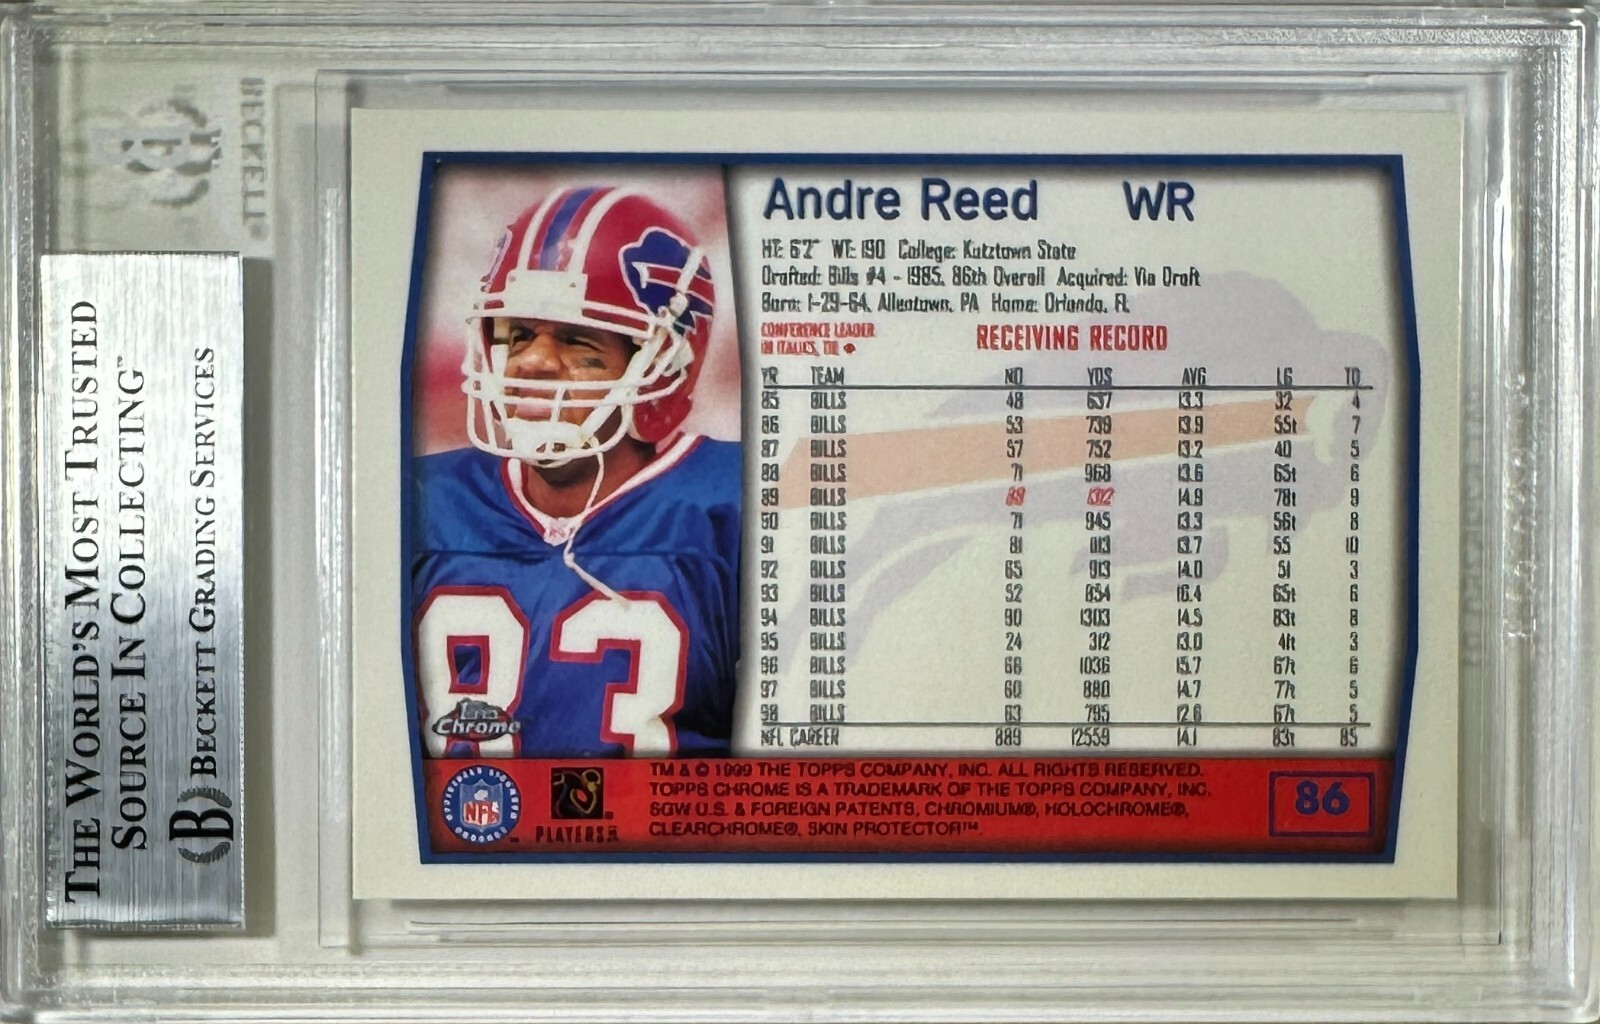 BECKETT
THE WORLD'S MOST TRUSTED
SOURCE IN COLLECTING™
BECKETT GRADING SERVICES
Andre Reed WR
HT: 6'2" WT: 190 College: Kutztown State
Drafted: Bills #4 - 1985, 86th Overall Acquired: Via Draft
Born: 1-29-64, Allentown, PA Home: Orlando, FL
CONFERENCE LEADER
IN ITALICS, TIE ♦
RECEIVING RECORD
YR TEAM NO YDS AVG LG TD
85 BILLS 48 637 13.3 32 4
86 BILLS 53 739 13.9 55t 7
87 BILLS 57 752 13.2 40 5
88 BILLS 71 968 13.6 65t 6
89 BILLS 88 1312 14.9 78t 9
90 BILLS 71 945 13.3 56t 8
91 BILLS 81 1113 13.7 55 10
92 BILLS 65 913 14.0 51 3
93 BILLS 52 854 16.4 65t 6
94 BILLS 90 1303 14.5 83t 8
95 BILLS 24 312 13.0 41t 3
96 BILLS 66 1036 15.7 67t 6
97 BILLS 60 880 14.7 77t 5
98 BILLS 63 795 12.6 67t 5
NFL CAREER 889 12559 14.1 83t 85
83
Topps
Chrome
NFL
PLAYERS INC
TM & © 1999 THE TOPPS COMPANY, INC. ALL RIGHTS RESERVED.
TOPPS CHROME IS A TRADEMARK OF THE TOPPS COMPANY, INC.
SGW U.S. & FOREIGN PATENTS, CHROMIUM®, HOLOCHROME®,
CLEARCHROME®, SKIN PROTECTOR™.
86